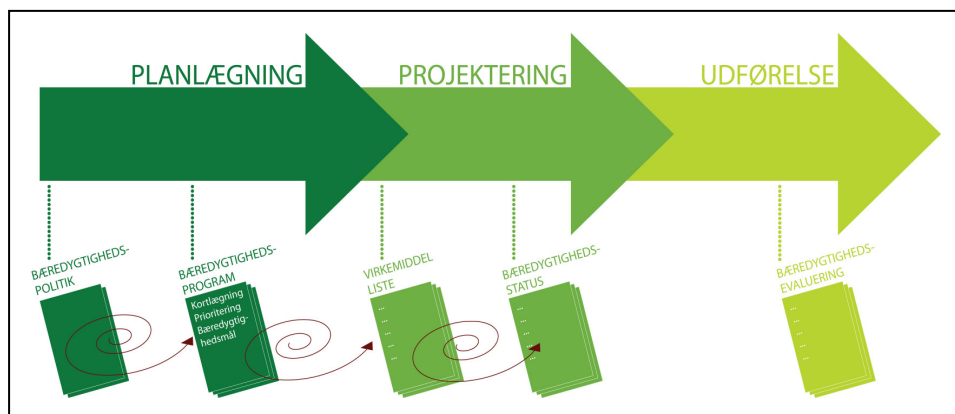 PLANLÆGNING
PROJEKTERING
UDFØRELSE
BÆREDYGTIGHEDS-
POLITIK
BÆREDYGTIGHEDS-
PROGRAM
Kortlægning
Prioritering
Bæredygtig-
hedsmål
VIRKEMIDDEL
LISTE
...
...
...
...
...
BÆREDYGTIGHEDS-
STATUS
...
...
...
...
...
BÆREDYGTIGHEDS-
EVALUERING
...
...
...
...
...